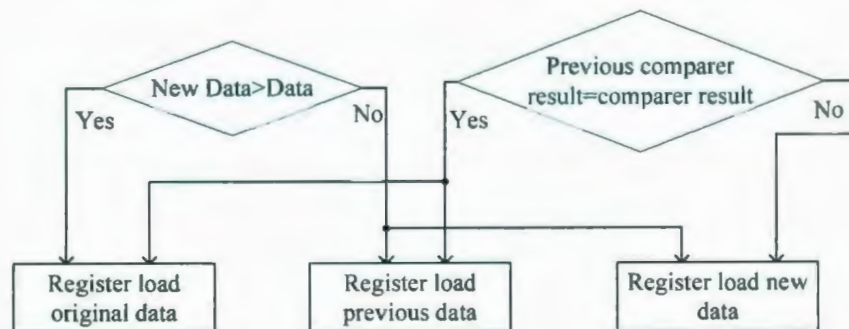 New Data>Data
Yes
No
Previous comparer
result=comparer result
Yes
No
Register load
original data
Register load
previous data
Register load new
data